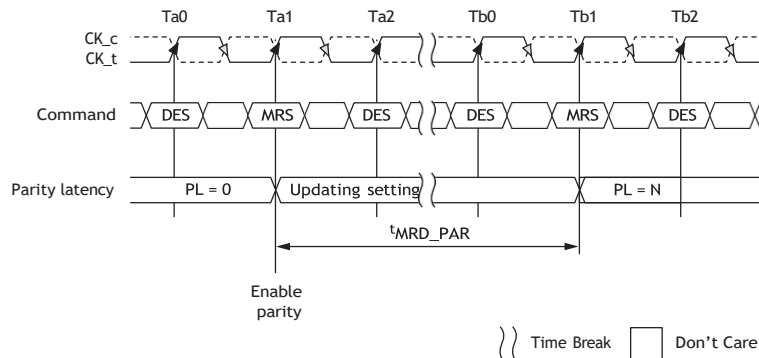 Ta0 Ta1 Ta2 Tb0 Tb1 Tb2
CK_c
CK_t
Command DES MRS DES DES MRS DES
Parity latency PL = 0 Updating setting PL = N
tMRD_PAR
Enable
parity
Time Break Don't Care